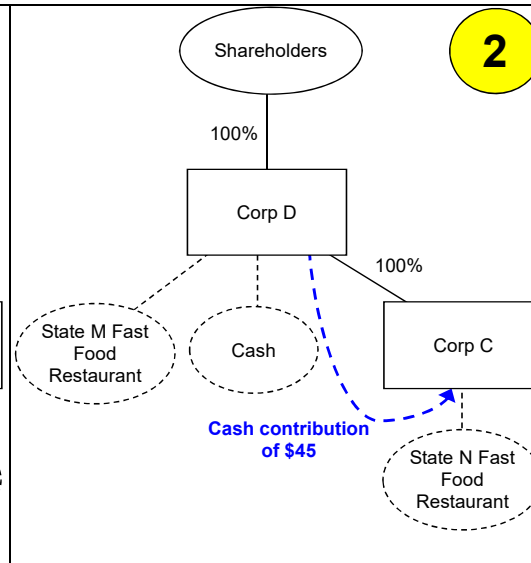 Shareholders
2
100%
Corp D
100%
State M Fast
Food
Restaurant
Cash
Corp C
Cash contribution
of $45
State N Fast
Food
Restaurant